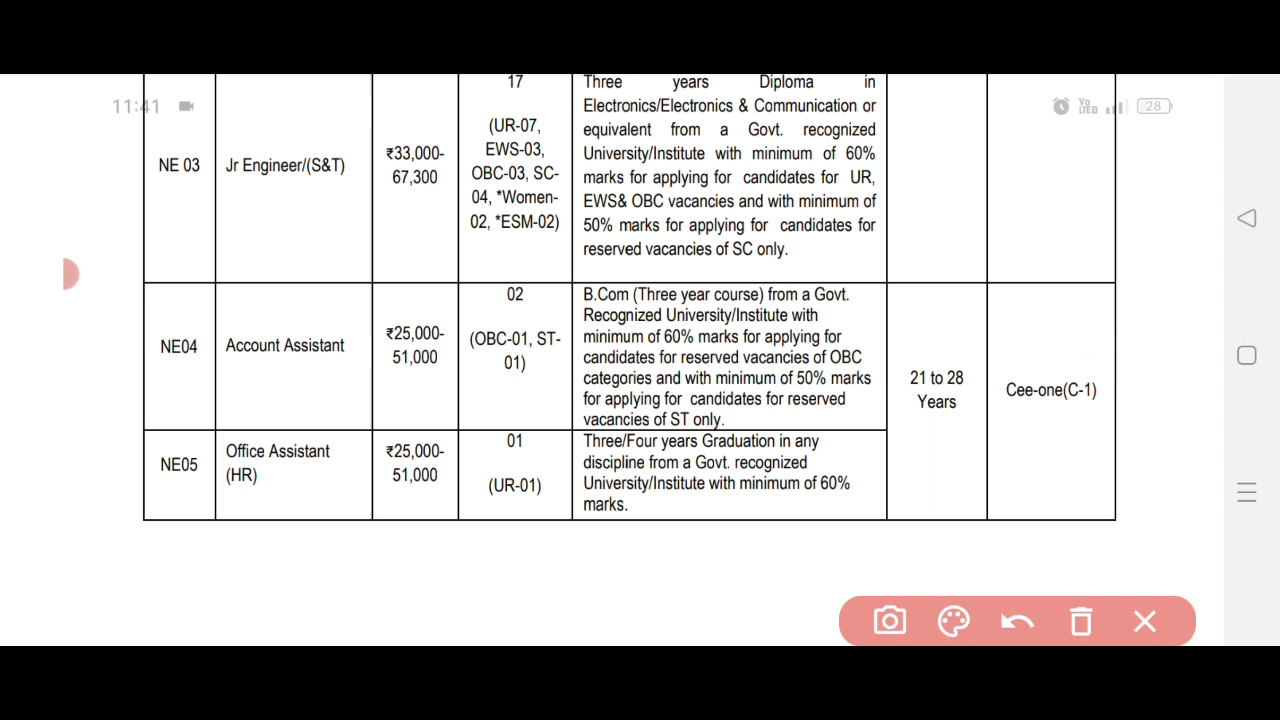 11:41
VoLTED
28
NE 03
Jr Engineer/(S&T)
₹33,000-
67,300
17
(UR-07,
EWS-03,
OBC-03, SC-
04, *Women-
02, *ESM-02)
Three years Diploma in
Electronics/Electronics & Communication or
equivalent from a Govt. recognized
University/Institute with minimum of 60%
marks for applying for candidates for UR,
EWS& OBC vacancies and with minimum of
50% marks for applying for candidates for
reserved vacancies of SC only.
NE04
Account Assistant
₹25,000-
51,000
02
(OBC-01, ST-
01)
B.Com (Three year course) from a Govt.
Recognized University/Institute with
minimum of 60% marks for applying for
candidates for reserved vacancies of OBC
categories and with minimum of 50% marks
for applying for candidates for reserved
vacancies of ST only.
21 to 28
Years
Cee-one(C-1)
NE05
Office Assistant
(HR)
₹25,000-
51,000
01
(UR-01)
Three/Four years Graduation in any
discipline from a Govt. recognized
University/Institute with minimum of 60%
marks.